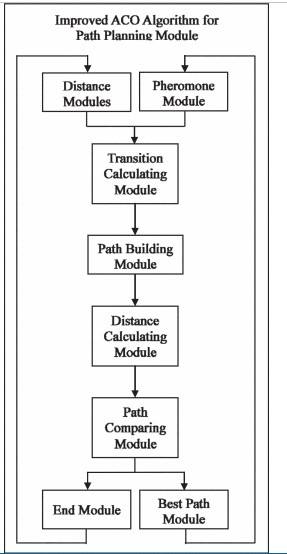 Improved ACO Algorithm for
Path Planning Module
Distance
Modules
Pheromone
Module
Transition
Calculating
Module
Path Building
Module
Distance
Calculating
Module
Path
Comparing
Module
End Module
Best Path
Module